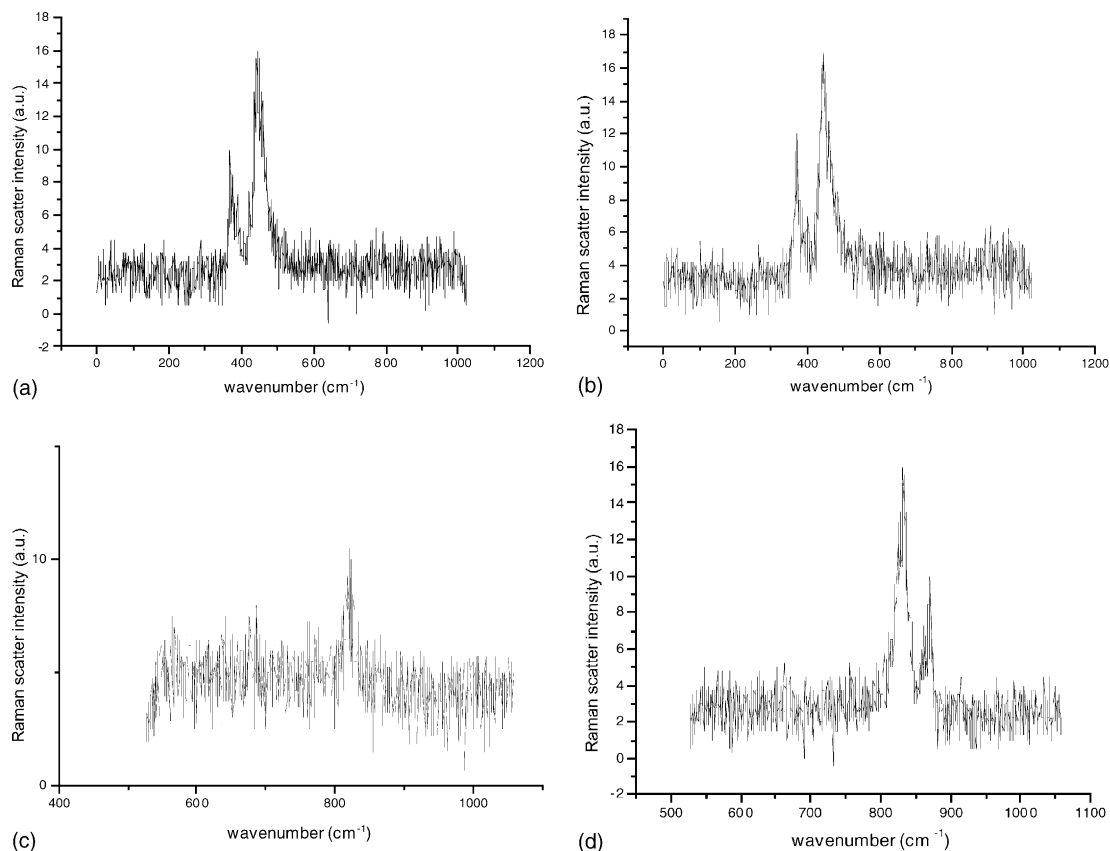 18
16
14
12
10
8
6
4
2
0
-2
Raman scatter intensity (a.u.)
0 200 400 600 800 1000 1200
wavenumber (cm-1)
(a)
18
16
14
12
10
8
6
4
2
0
Raman scatter intensity (a.u.)
0 200 400 600 800 1000 1200
wavenumber (cm-1)
(b)
10
0
Raman scatter intensity (a.u.)
400 600 800 1000
wavenumber (cm-1)
(c)
18
16
14
12
10
8
6
4
2
0
-2
Raman scatter intensity (a.u.)
500 600 700 800 900 1000 1100
wavenumber (cm -1)
(d)